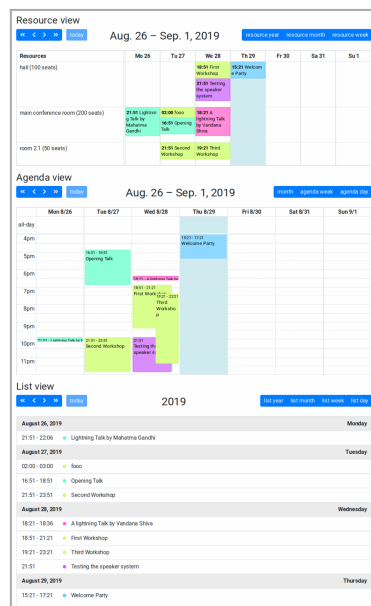 Resource view
today
Aug. 26 – Sep. 1, 2019
resource year resource month resource week
Resources Mo 26 Tu 27 We 28 Th 29 Fr 30 Sa 31 Su 1
hall (100 seats)
18:51 First Workshop
21:51 Testing the speaker system
15:21 Welcome Party
main conference room (200 seats)
21:51 Lightning Talk by Mahatma Gandhi
02:00 fooo
16:51 Opening Talk
18:21 A lightning Talk by Vandana Shiva
room 2.1 (50 seats)
21:51 Second Workshop
19:21 Third Workshop
Agenda view
today
Aug. 26 – Sep. 1, 2019
month agenda week agenda day
Mon 8/26 Tue 8/27 Wed 8/28 Thu 8/29 Fri 8/30 Sat 8/31 Sun 9/1
all-day
4pm
15:21 - 17:21
Welcome Party
5pm
16:51 - 18:51
Opening Talk
6pm
18:21 - A lightning Talk by
7pm
18:51 - 21:21
First Workshop
19:21 - 23:21
Third Workshop
8pm
9pm
10pm
21:51 - Lightning Talk by
21:51 - 23:51
Second Workshop
21:51
Testing the speaker s
11pm
List view
today
2019
list year list month list week list day
August 26, 2019 Monday
21:51 - 22:06 Lightning Talk by Mahatma Gandhi
August 27, 2019 Tuesday
02:00 - 03:00 fooo
16:51 - 18:51 Opening Talk
21:51 - 23:51 Second Workshop
August 28, 2019 Wednesday
18:21 - 18:36 A lightning Talk by Vandana Shiva
18:51 - 21:21 First Workshop
19:21 - 23:21 Third Workshop
21:51 Testing the speaker system
August 29, 2019 Thursday
15:21 - 17:21 Welcome Party